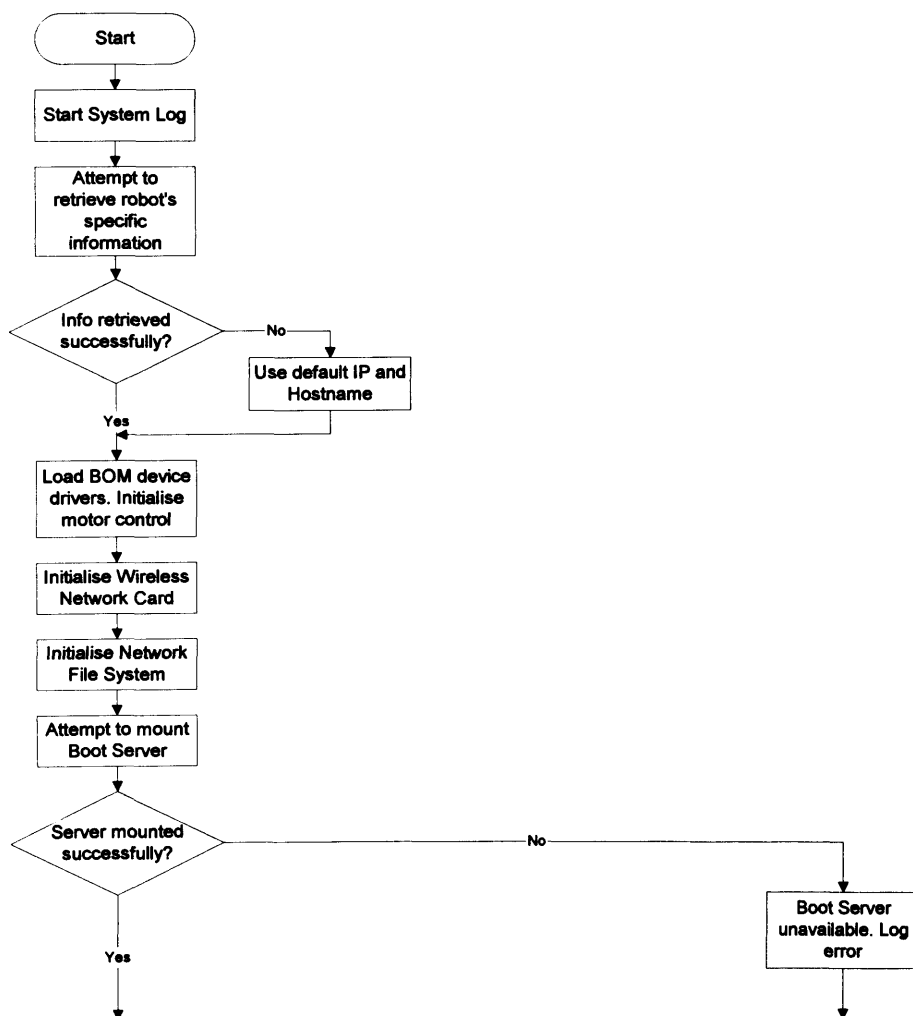 Start
Start System Log
Attempt to
retrieve robot's
specific
information
Info retrieved
successfully?
No
Use default IP and
Hostname
Yes
Load BOM device
drivers. Initialise
motor control
Initialise Wireless
Network Card
Initialise Network
File System
Attempt to mount
Boot Server
Server mounted
successfully?
No
Boot Server
unavailable. Log
error
Yes